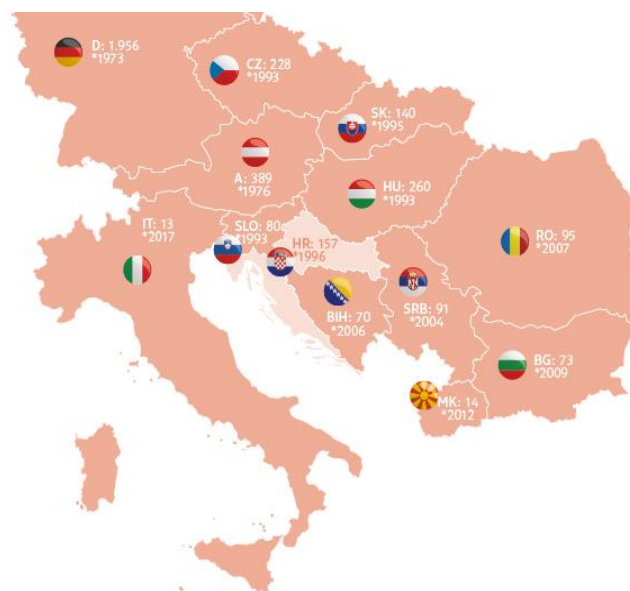 D: 1.956
*1973
CZ: 228
*1993
SK: 140
*1995
A: 389
*1976
HU: 260
*1993
IT: 13
*2017
SLO: 80
*1993
HR: 157
*1996
RO: 95
*2007
BIH: 70
*2006
SRB: 91
*2004
BG: 73
*2009
MK: 14
*2012